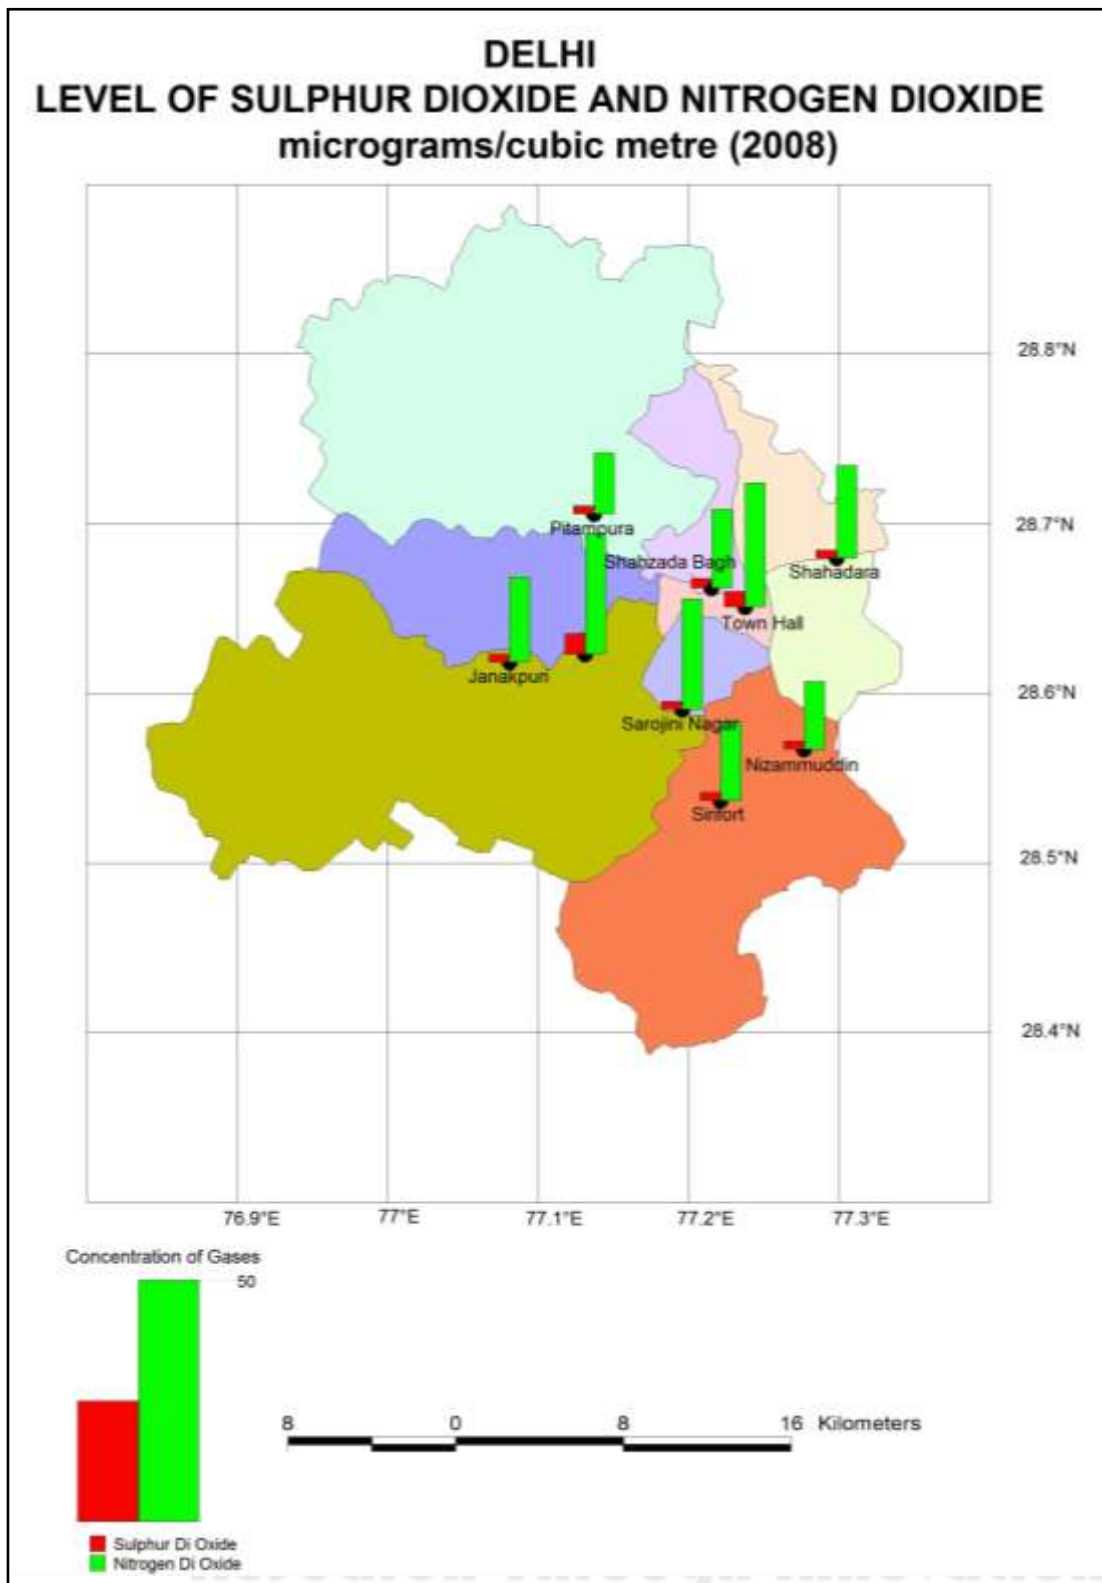 DELHI
LEVEL OF SULPHUR DIOXIDE AND NITROGEN DIOXIDE
micrograms/cubic metre (2008)
28.8°N
Pitampura
28.7°N
Shahzada Bagh
Shahadara
Town Hall
Janakpuri
28.6°N
Sarojini Nagar
Nizammuddin
Sirifort
28.5°N
28.4°N
76.9°E 77°E 77.1°E 77.2°E 77.3°E
Concentration of Gases
50
8 0 8 16 Kilometers
Sulphur Di Oxide
Nitrogen Di Oxide